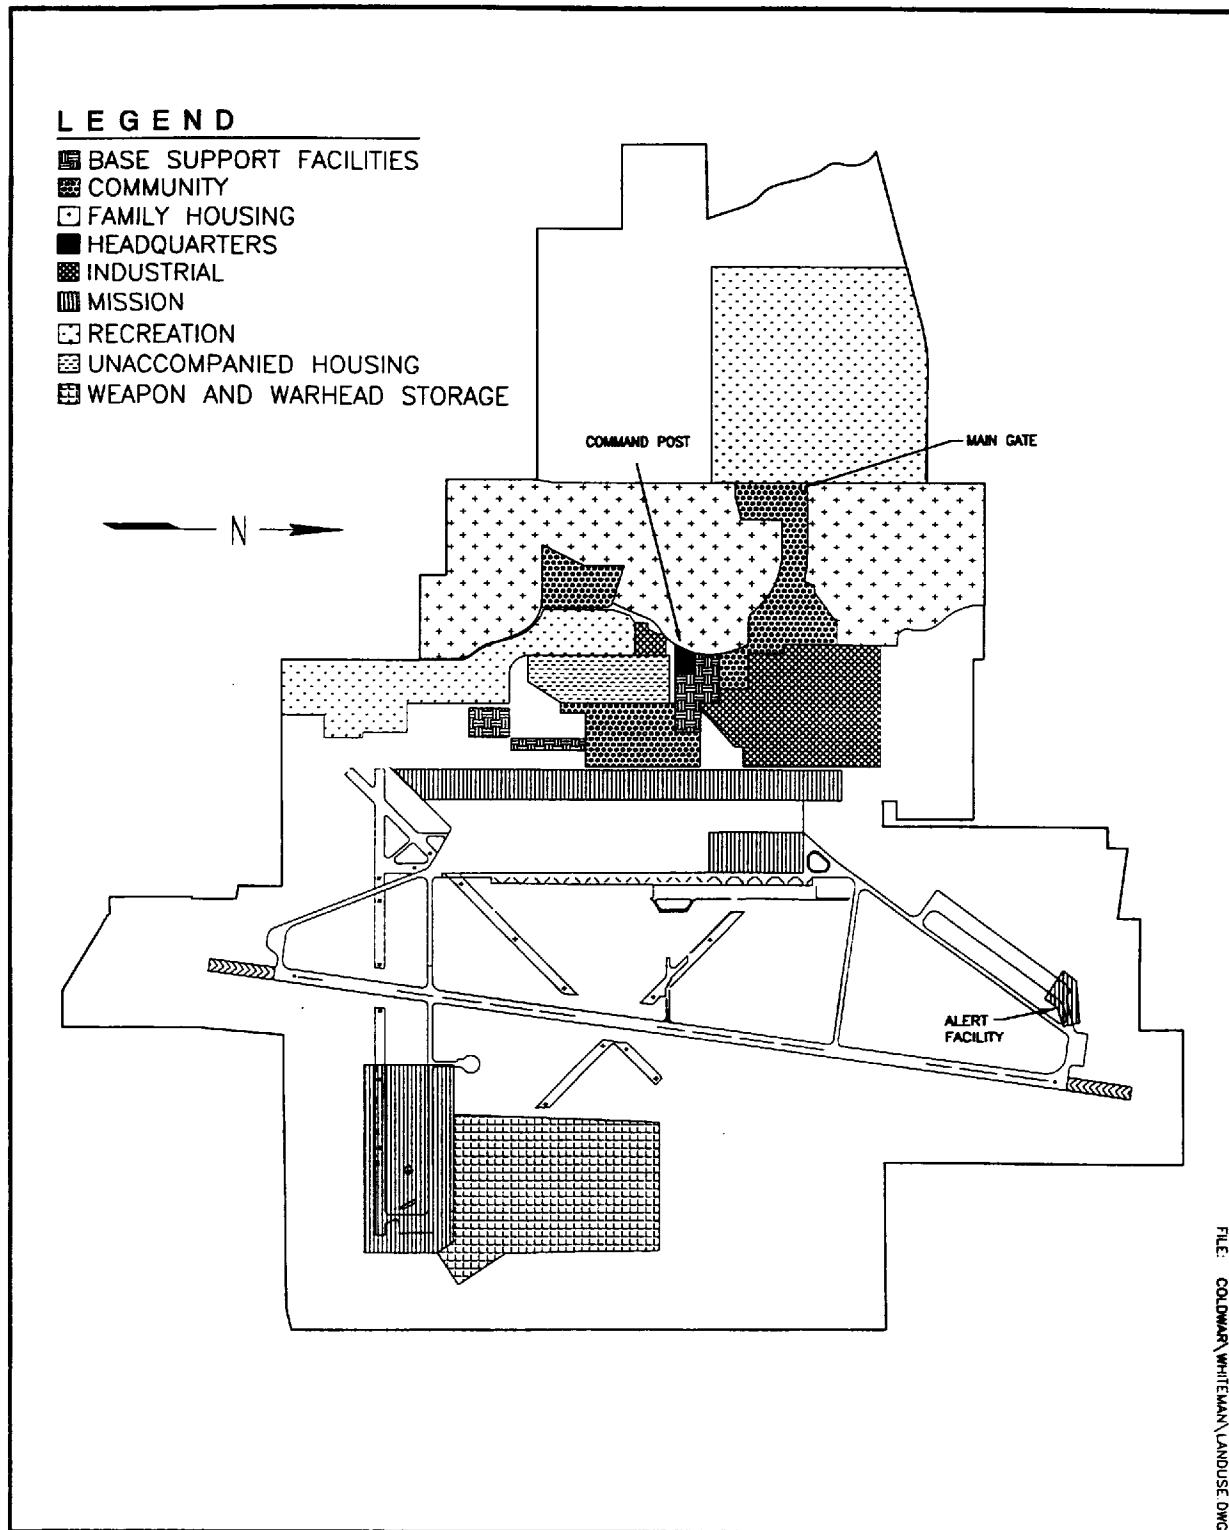 LEGEND
BASE SUPPORT FACILITIES
COMMUNITY
FAMILY HOUSING
HEADQUARTERS
INDUSTRIAL
MISSION
RECREATION
UNACCOMPANIED HOUSING
WEAPON AND WARHEAD STORAGE
COMMAND POST
MAIN GATE
N
ALERT
FACILITY
FILE: COLDWAR\WHITEMAN\LANDUSE.DWG